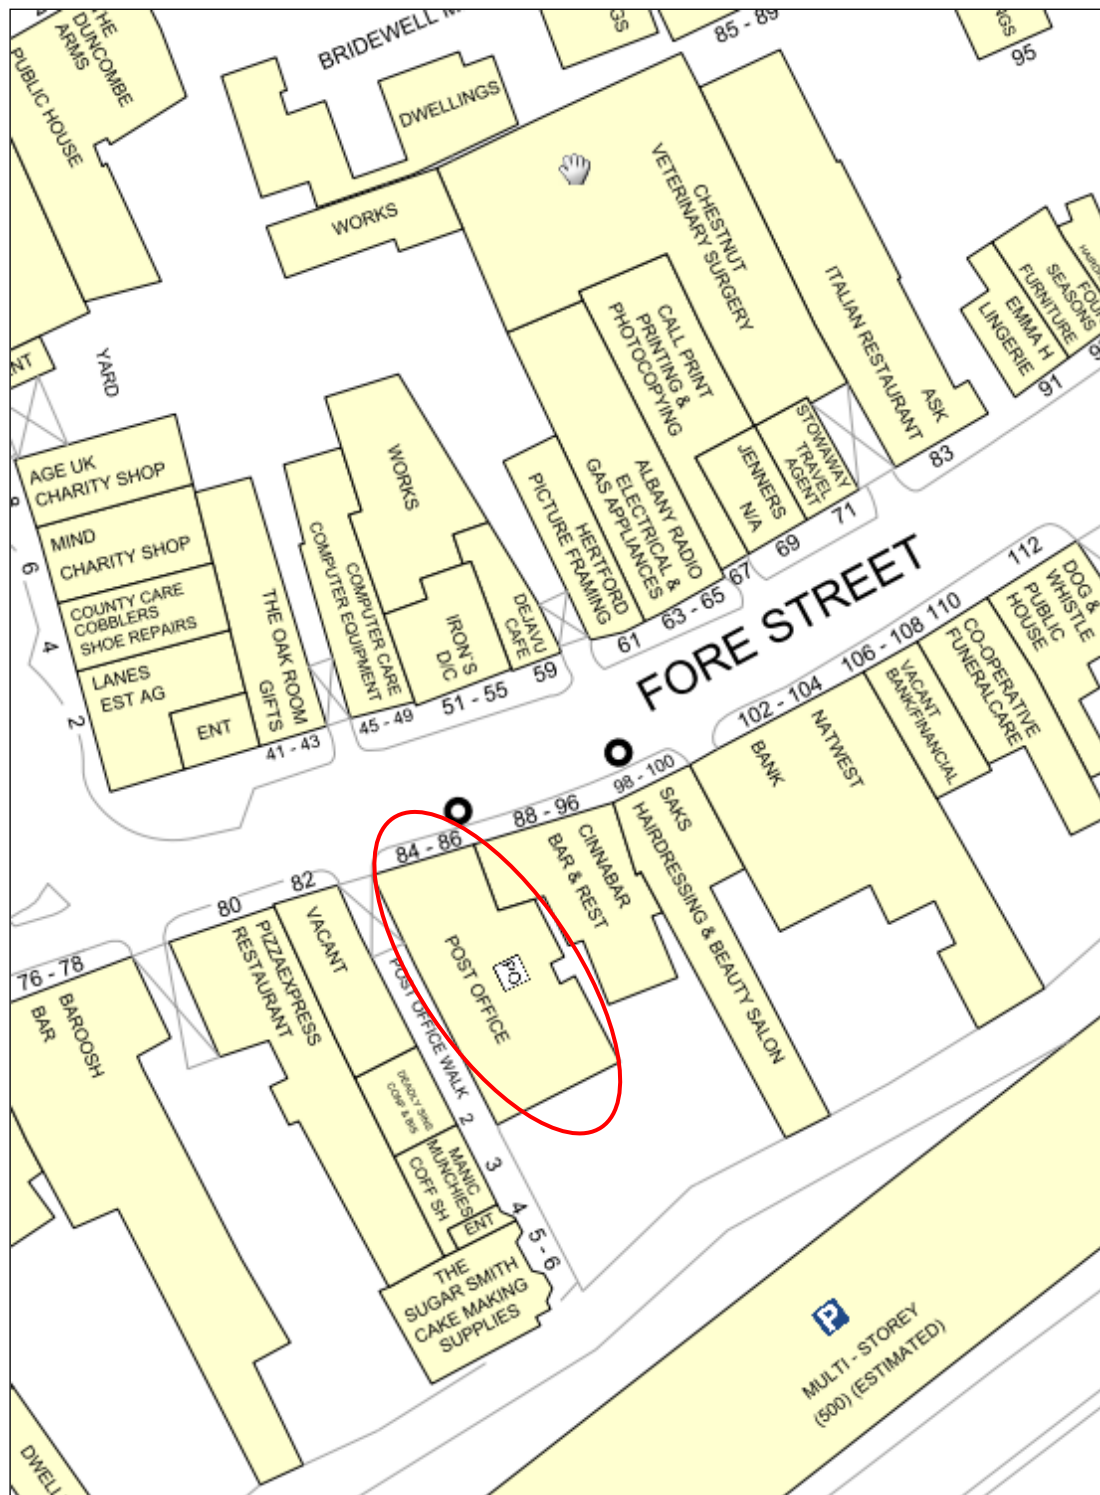 THE
DUNCOMBE
ARMS
PUBLIC HOUSE
BRIDEWELL
DWELLINGS
WORKS
GS
85 - 89
NGS
95
CHESTNUT
VETERINARY SURGERY
CALL PRINT
PRINTING &
PHOTOCOPYING
ITALIAN RESTAURANT
ASK
83
FOUR
SEASONS
FURNITURE
EMMA H
LINGERIE
91
NT
YARD
AGE UK
CHARITY SHOP
8
MIND
CHARITY SHOP
6
COUNTY CARE
COBBLERS
SHOE REPAIRS
4
LANES
EST AG
2
ENT
THE OAK ROOM
GIFTS
41 - 43
COMPUTER CARE
COMPUTER EQUIPMENT
45 - 49
WORKS
IRON'S
D/C
51 - 55
DEJAVU
CAFE
59
HERTFORD
PICTURE FRAMING
61
ALBANY RADIO
ELECTRICAL &
GAS APPLIANCES
63 - 65
67
JENNERS
N/A
69
STOWAWAY
TRAVEL
AGENT
71
FORE STREET
112
DOG &
WHISTLE
PUBLIC
HOUSE
110
CO-OPERATIVE
FUNERALCARE
106 - 108
VACANT
BANK/FINANCIAL
102 - 104
NATWEST
BANK
98 - 100
SAKS
HAIRDRESSING & BEAUTY SALON
88 - 96
CINNABAR
BAR & REST
84 - 86
POST OFFICE
PO
POST OFFICE WALK
82
VACANT
80
PIZZAEXPRESS
RESTAURANT
76 - 78
BAROOSH
BAR
2
3
MANIC
MUNCHIES
COFF SH
4
ENT
5 - 6
THE
SUGAR SMITH
CAKE MAKING
SUPPLIES
P
MULTI - STOREY
(500) (ESTIMATED)
DWELL